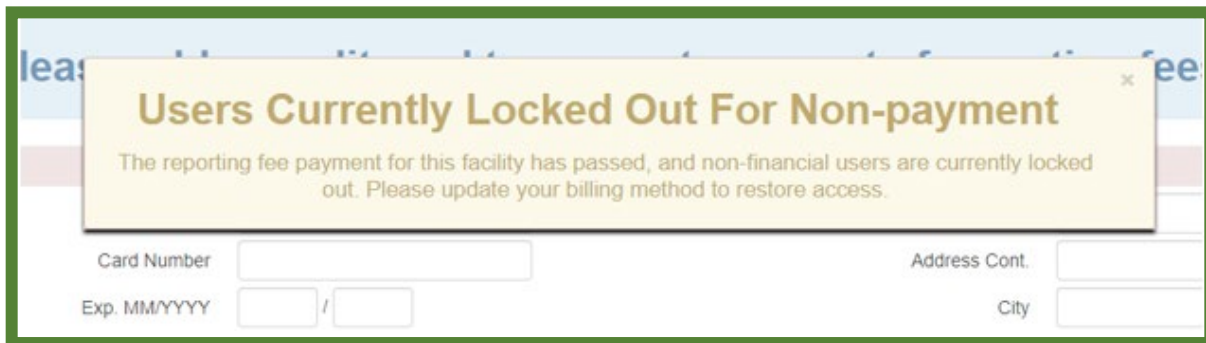 Users Currently Locked Out For Non-payment
The reporting fee payment for this facility has passed, and non-financial users are currently locked
out. Please update your billing method to restore access.
Card Number
Address Cont.
Exp. MM/YYYY
/
City